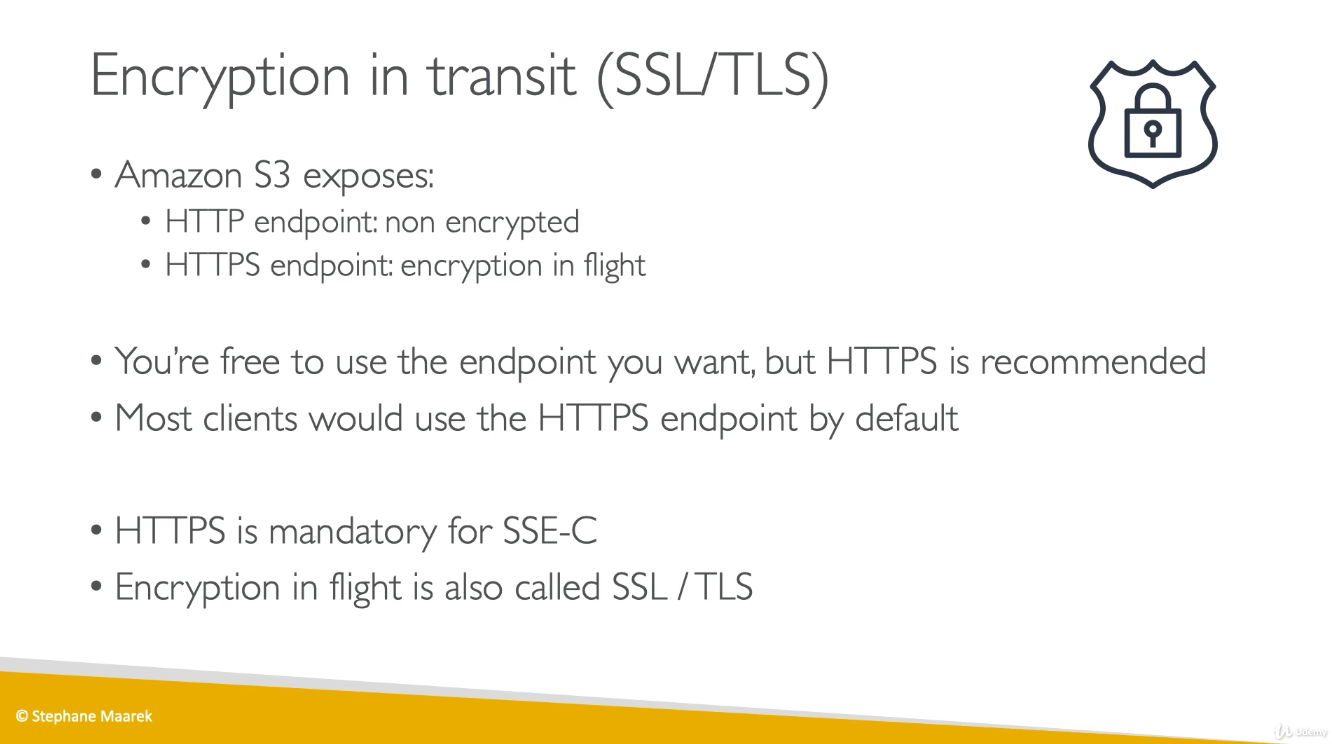 Encryption in transit (SSL/TLS)
• Amazon S3 exposes:
• HTTP endpoint: non encrypted
• HTTPS endpoint: encryption in flight
• You’re free to use the endpoint you want, but HTTPS is recommended
• Most clients would use the HTTPS endpoint by default
• HTTPS is mandatory for SSE-C
• Encryption in flight is also called SSL / TLS
© Stephane Maarek
Udemy